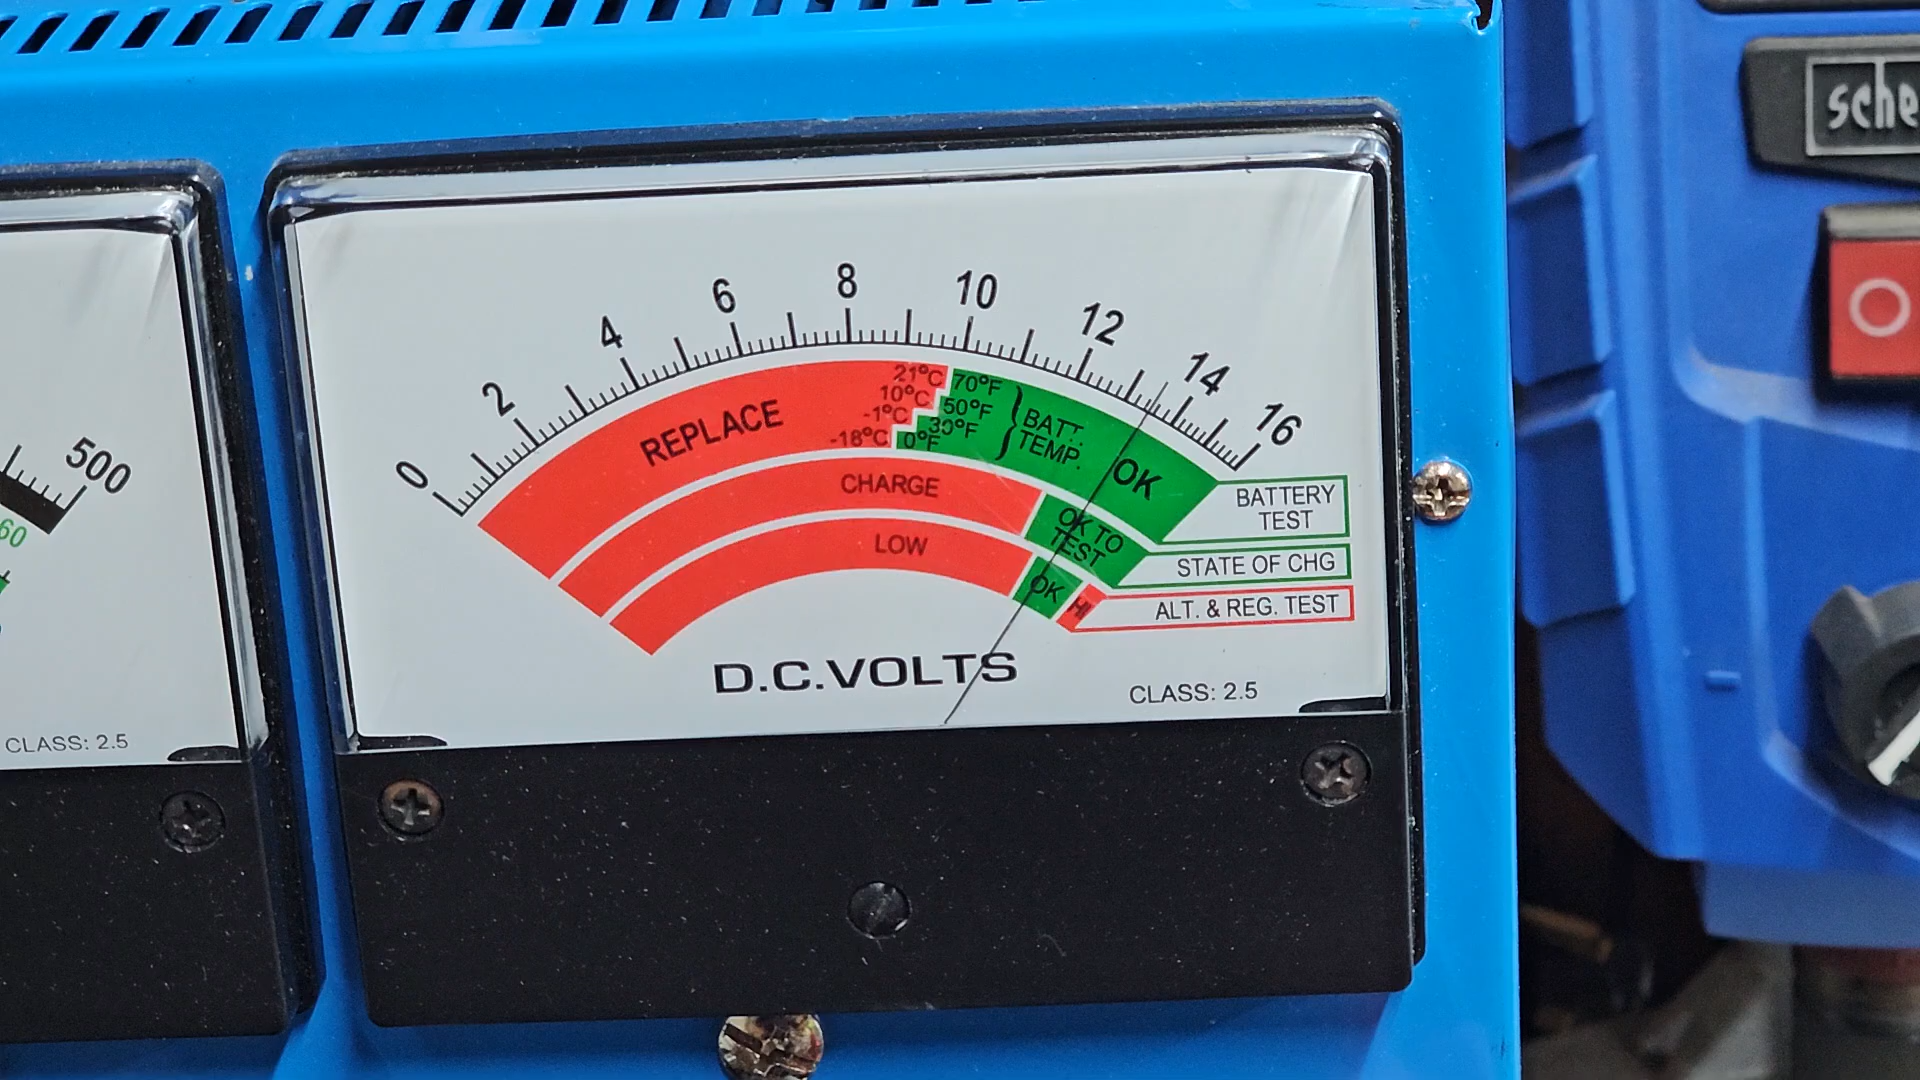 sche
500
60
CLASS: 2.5
0 2 4 6 8 10 12 14 16
21°C 70°F
10°C 50°F
-1°C 30°F
-18°C 0°F
BATT.
TEMP.
REPLACE
OK
CHARGE
OK TO
TEST
LOW
OK
HI
BATTERY
TEST
STATE OF CHG
ALT. & REG. TEST
D.C.VOLTS
CLASS: 2.5